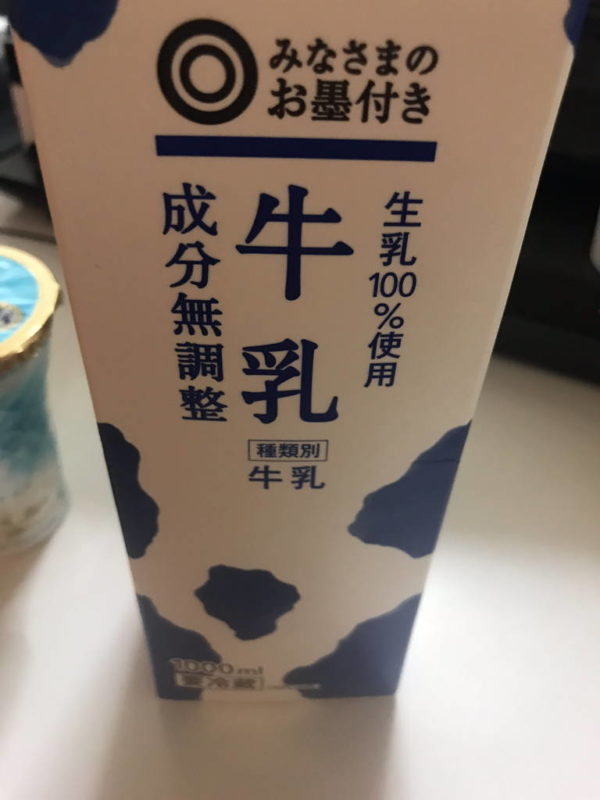 みなさまの
お墨付き
生乳100%使用
牛乳
成分無調整
種類別
牛乳
1000ml
要冷蔵